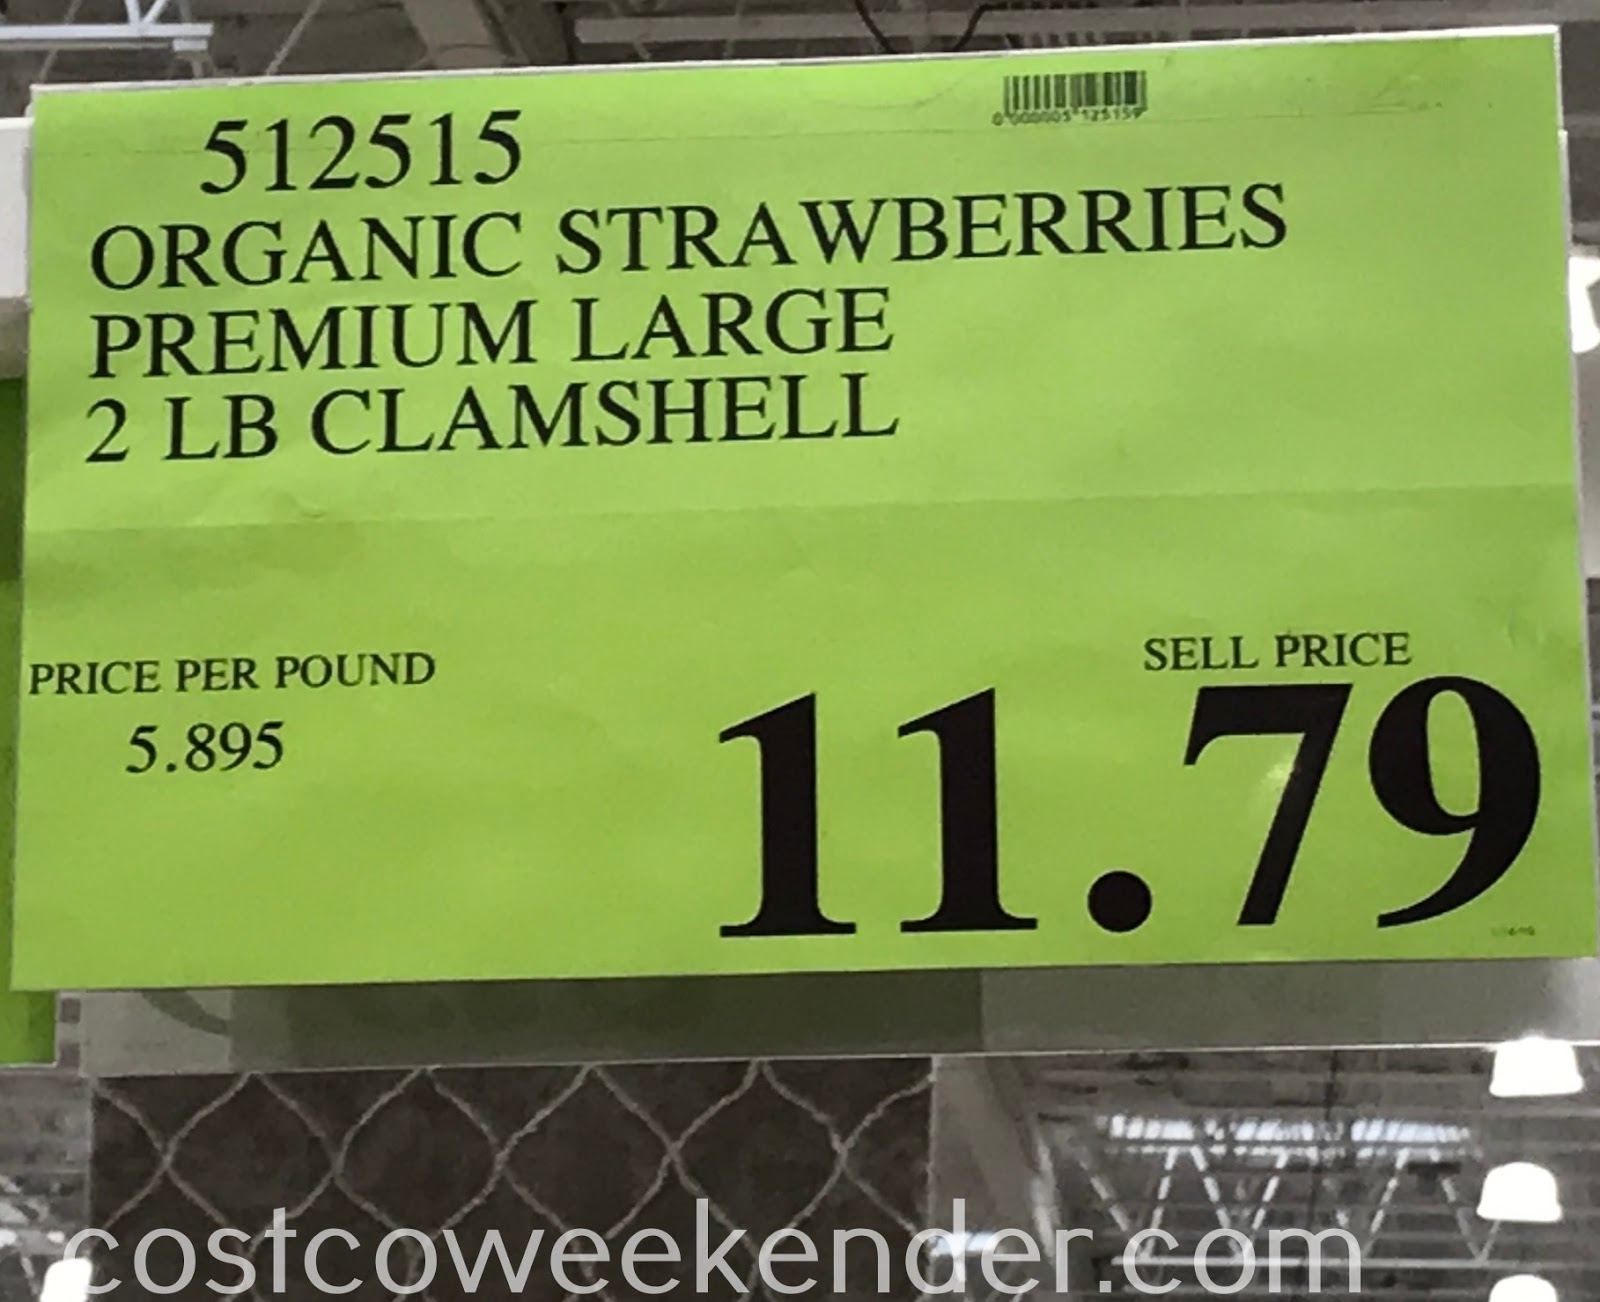 512515
ORGANIC STRAWBERRIES
PREMIUM LARGE
2 LB CLAMSHELL
PRICE PER POUND
5.895
SELL PRICE
11.79
costcoweekender.com